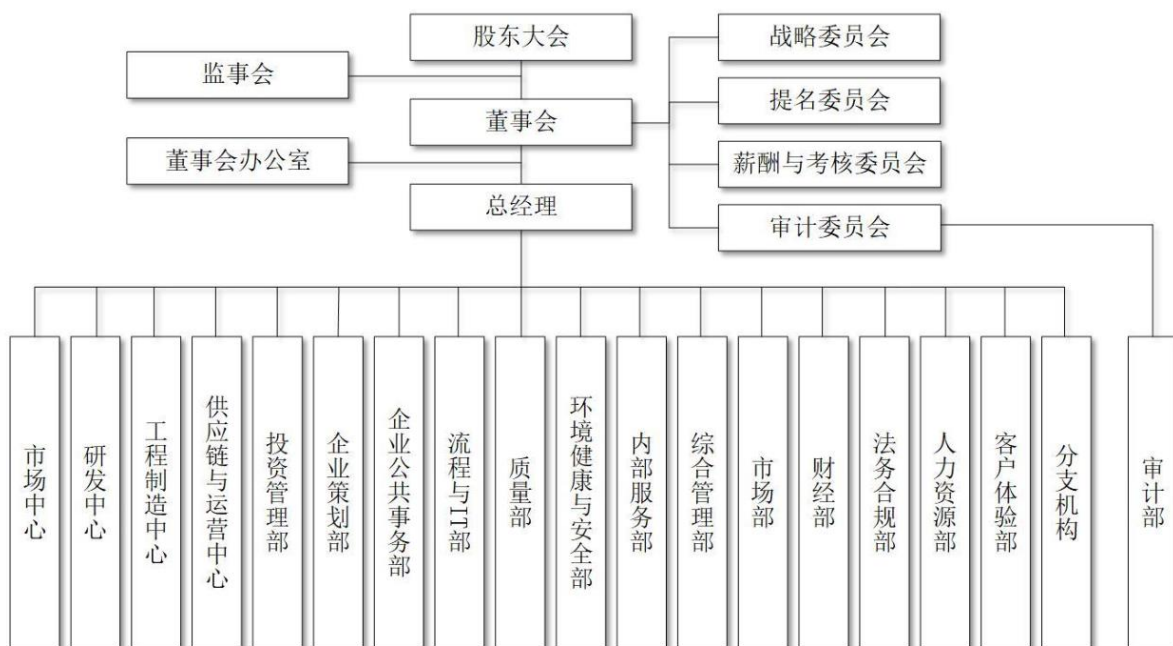 股东大会
战略委员会
监事会
提名委员会
董事会
董事会办公室
薪酬与考核委员会
总经理
审计委员会
市场中心
研发中心
工程制造中心
供应链与运营中心
投资管理部
企业策划部
企业公共事务部
流程与IT部
质量部
环境健康与安全部
内部服务部
综合管理部
市场部
财经部
法务合规部
人力资源部
客户体验部
分支机构
审计部